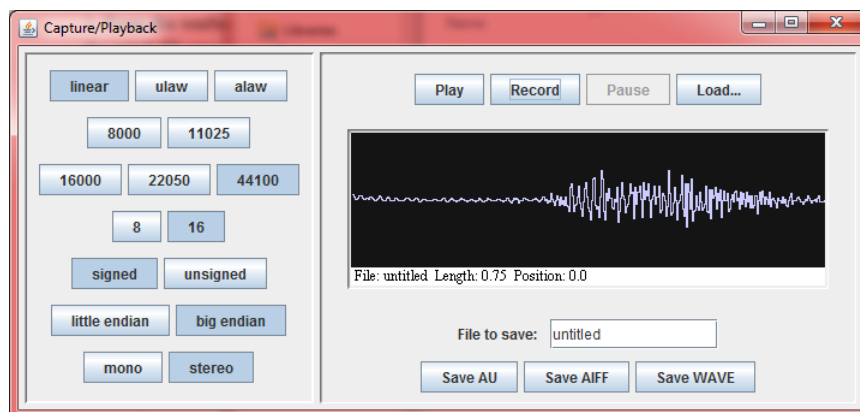 Capture/Playback
linear ulaw alaw
8000 11025
16000 22050 44100
8 16
signed unsigned
little endian big endian
mono stereo
Play Record Pause Load...
File: untitled Length: 0.75 Position: 0.0
File to save: untitled
Save AU Save AIFF Save WAVE